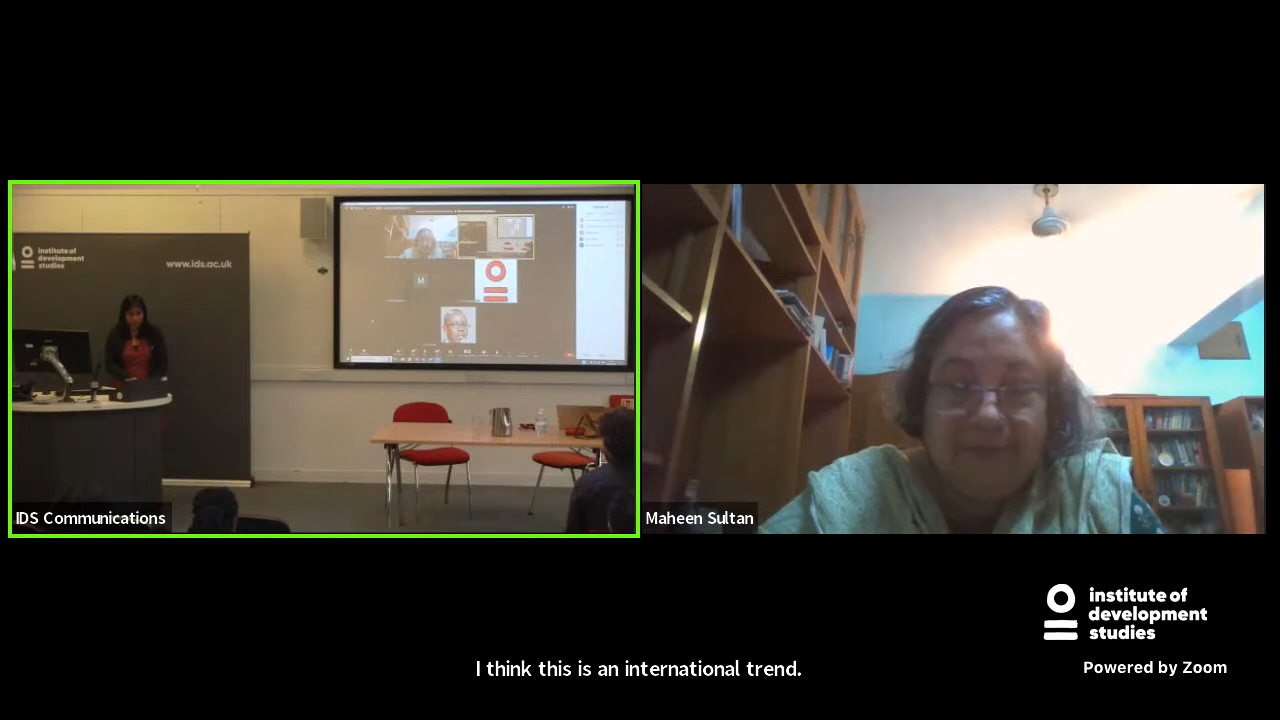 institute of
development
studies
www.ids.ac.uk
M
IDS Communications
Maheen Sultan
institute of
development
studies
I think this is an international trend.
Powered by Zoom